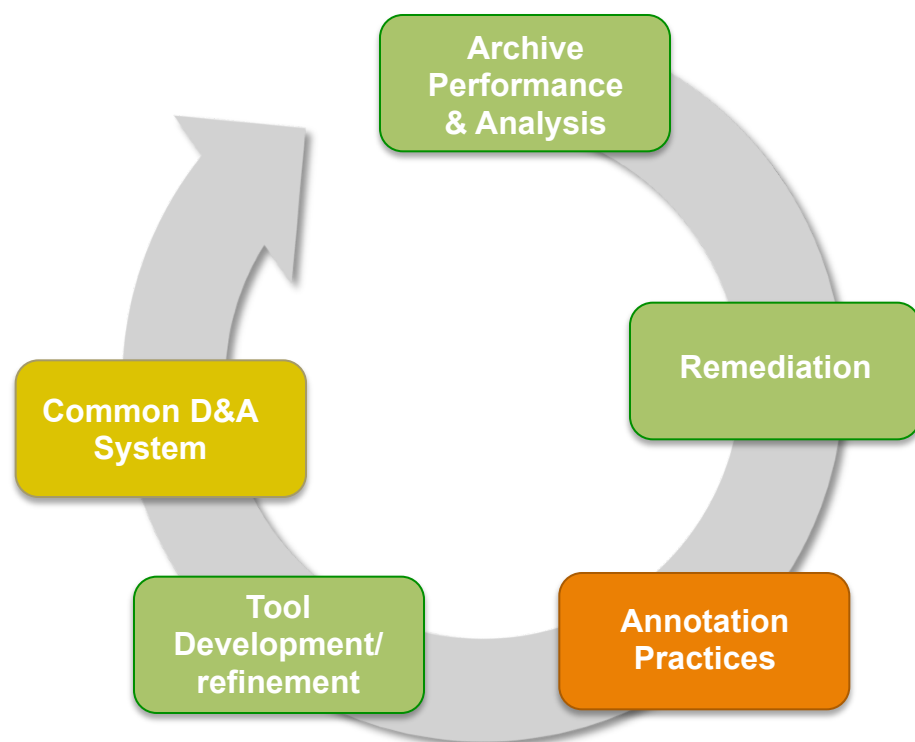 Archive
Performance
& Analysis
Remediation
Annotation
Practices
Tool
Development/
refinement
Common D&A
System